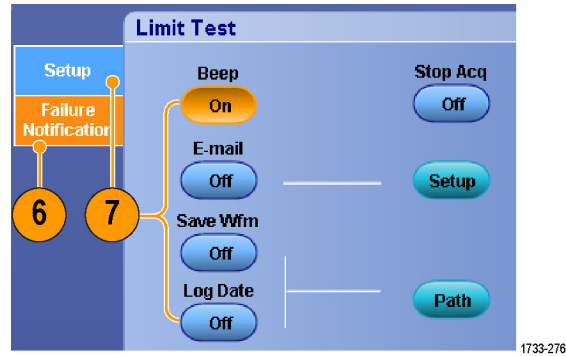 Limit Test
Setup
Failure
Notification
Beep
On
E-mail
Off
Save Wfm
Off
Log Date
Off
Stop Acq
Off
Setup
Path
6
7
1733-276